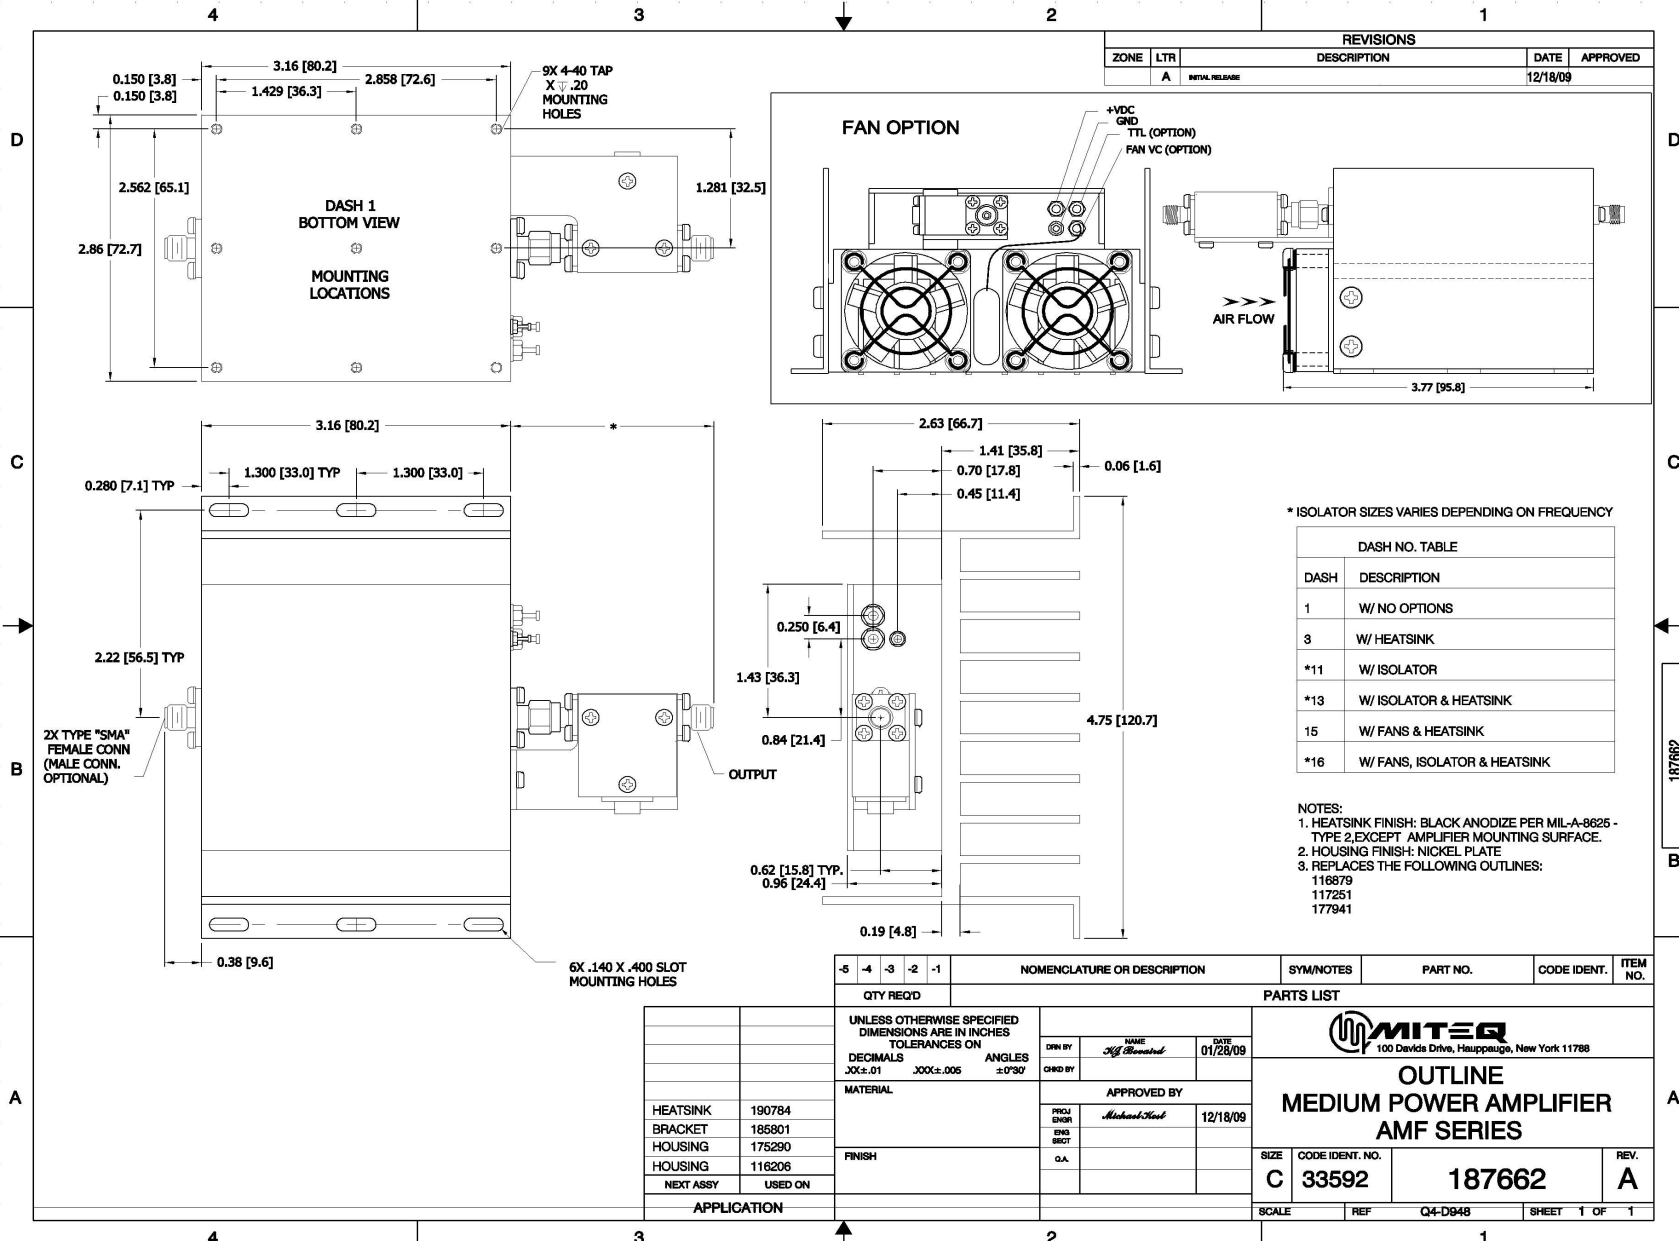 4
3
2
1
REVISIONS
ZONE LTR DESCRIPTION DATE APPROVED
A INITIAL RELEASE 12/18/09
D
D
3.16 [80.2]
0.150 [3.8]
2.858 [72.6]
0.150 [3.8]
1.429 [36.3]
9X 4-40 TAP
X ↧ .20
MOUNTING
HOLES
2.562 [65.1]
1.281 [32.5]
2.86 [72.7]
DASH 1
BOTTOM VIEW
MOUNTING
LOCATIONS
FAN OPTION
+VDC
GND
TTL (OPTION)
FAN VC (OPTION)
AIR FLOW
3.77 [95.8]
C
C
3.16 [80.2]
*
1.300 [33.0] TYP
1.300 [33.0]
0.280 [7.1] TYP
2.22 [56.5] TYP
2X TYPE "SMA"
FEMALE CONN
(MALE CONN.
OPTIONAL)
OUTPUT
0.38 [9.6]
6X .140 X .400 SLOT
MOUNTING HOLES
2.63 [66.7]
1.41 [35.8]
0.70 [17.8]
0.06 [1.6]
0.45 [11.4]
0.250 [6.4]
1.43 [36.3]
4.75 [120.7]
0.84 [21.4]
0.62 [15.8] TYP.
0.96 [24.4]
0.19 [4.8]
* ISOLATOR SIZES VARIES DEPENDING ON FREQUENCY
DASH NO. TABLE
DASH DESCRIPTION
1 W/ NO OPTIONS
3 W/ HEATSINK
*11 W/ ISOLATOR
*13 W/ ISOLATOR & HEATSINK
15 W/ FANS & HEATSINK
*16 W/ FANS, ISOLATOR & HEATSINK
187662
B
B
NOTES:
1. HEATSINK FINISH: BLACK ANODIZE PER MIL-A-8625 -
TYPE 2,EXCEPT AMPLIFIER MOUNTING SURFACE.
2. HOUSING FINISH: NICKEL PLATE
3. REPLACES THE FOLLOWING OUTLINES:
116879
117251
177941
-5 -4 -3 -2 -1 NOMENCLATURE OR DESCRIPTION SYM/NOTES PART NO. CODE IDENT. ITEM NO.
QTY REQ'D PARTS LIST
UNLESS OTHERWISE SPECIFIED
DIMENSIONS ARE IN INCHES
TOLERANCES ON
DECIMALS ANGLES
.XX±.01 .XXX±.005 ±0°30'
MATERIAL
FINISH
NAME DATE
DRN BY HJ Bovaird 01/28/09
CHKD BY
APPROVED BY
PROJ ENGR Michael Kust 12/18/09
ENG SECT
Q.A.
MITEQ
100 Davids Drive, Hauppauge, New York 11788
OUTLINE
MEDIUM POWER AMPLIFIER
AMF SERIES
SIZE CODE IDENT. NO. REV.
C 33592 187662 A
SCALE REF Q4-D948 SHEET 1 OF 1
A
A
HEATSINK 190784
BRACKET 185801
HOUSING 175290
HOUSING 116206
NEXT ASSY USED ON
APPLICATION
4
3
2
1